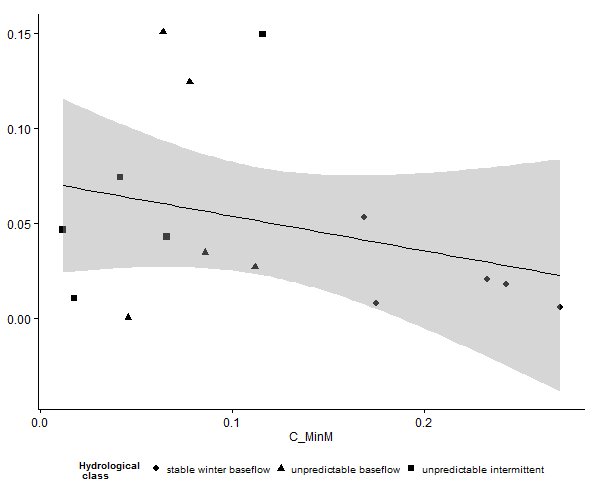 0.15
0.10
0.05
0.00
0.0 0.1 0.2
C_MinM
Hydrological
class
stable winter baseflow unpredictable baseflow unpredictable intermittent